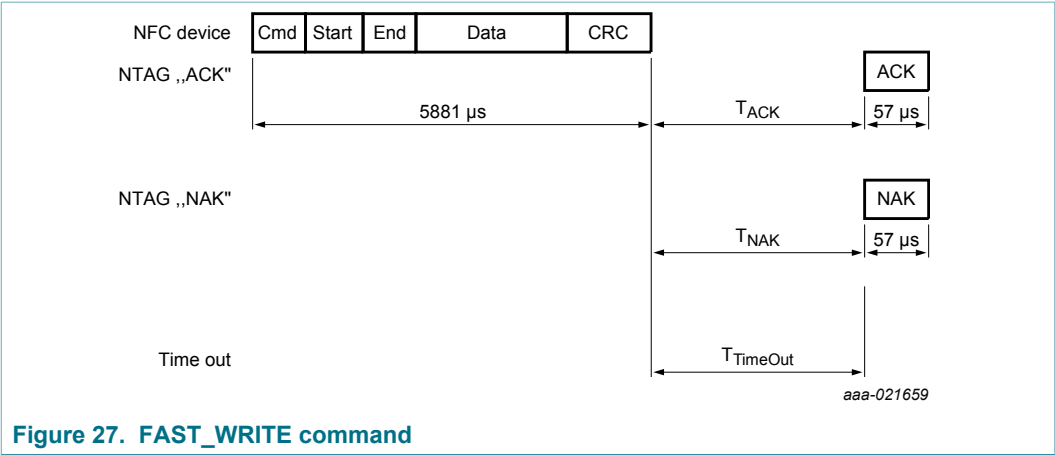 NFC device Cmd Start End Data CRC
NTAG ,,ACK" ACK
5881 µs TACK 57 µs
NTAG ,,NAK" NAK
TNAK 57 µs
Time out TTimeOut
aaa-021659
Figure 27. FAST_WRITE command